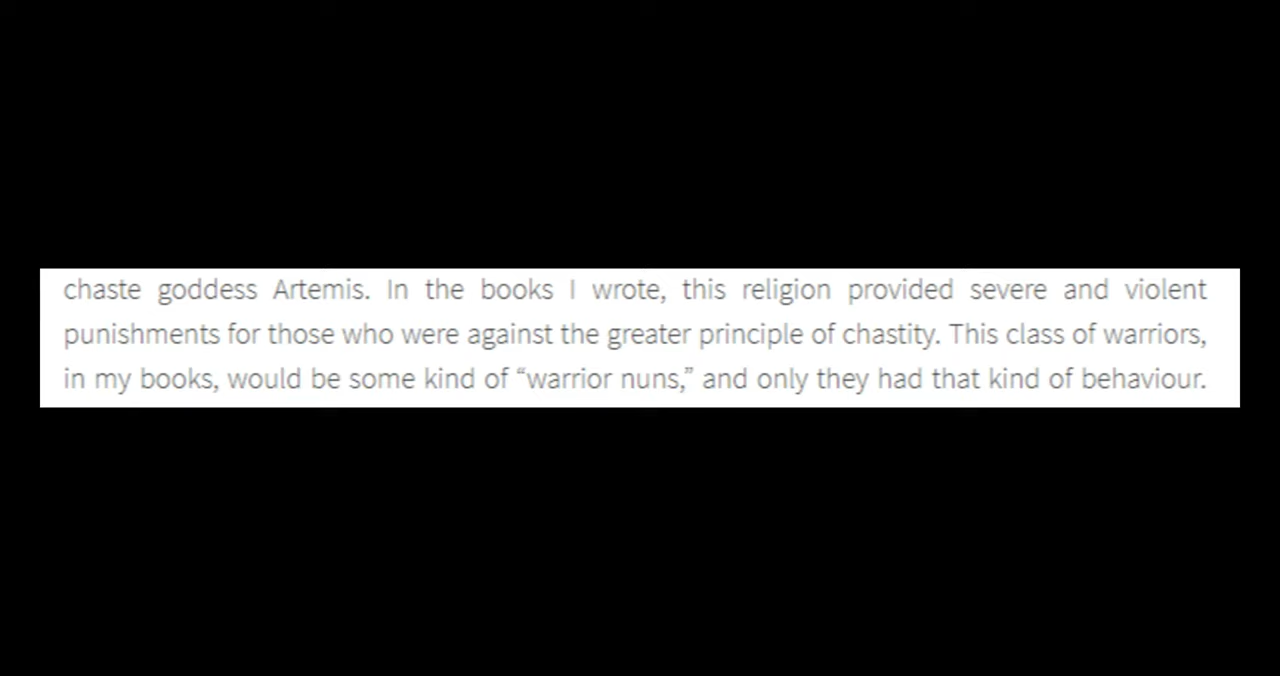 chaste goddess Artemis. In the books I wrote, this religion provided severe and violent
punishments for those who were against the greater principle of chastity. This class of warriors,
in my books, would be some kind of “warrior nuns,” and only they had that kind of behaviour.